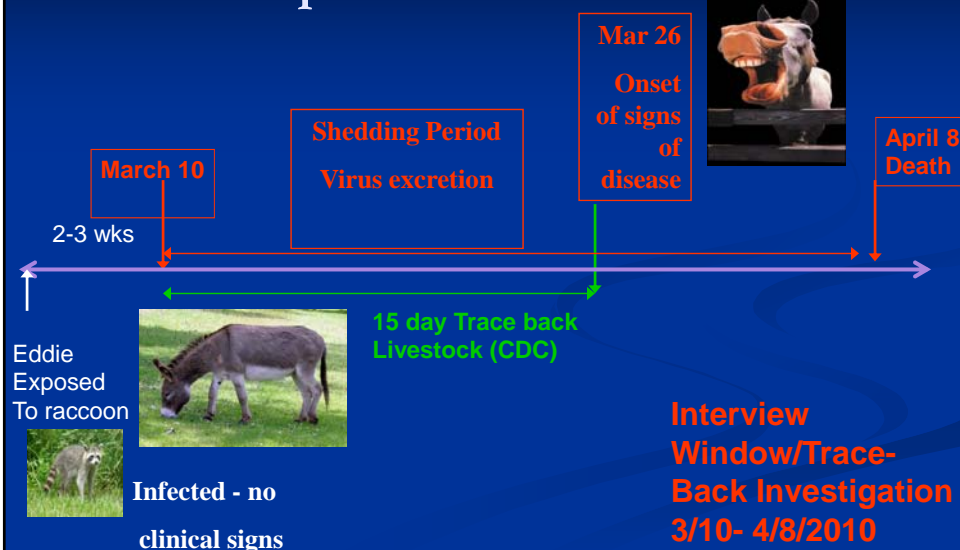 Mar 26
Onset
of signs
of
disease
Shedding Period
Virus excretion
April 8
Death
March 10
2-3 wks
15 day Trace back
Livestock (CDC)
Eddie
Exposed
To raccoon
Infected - no
clinical signs
Interview
Window/Trace-
Back Investigation
3/10- 4/8/2010